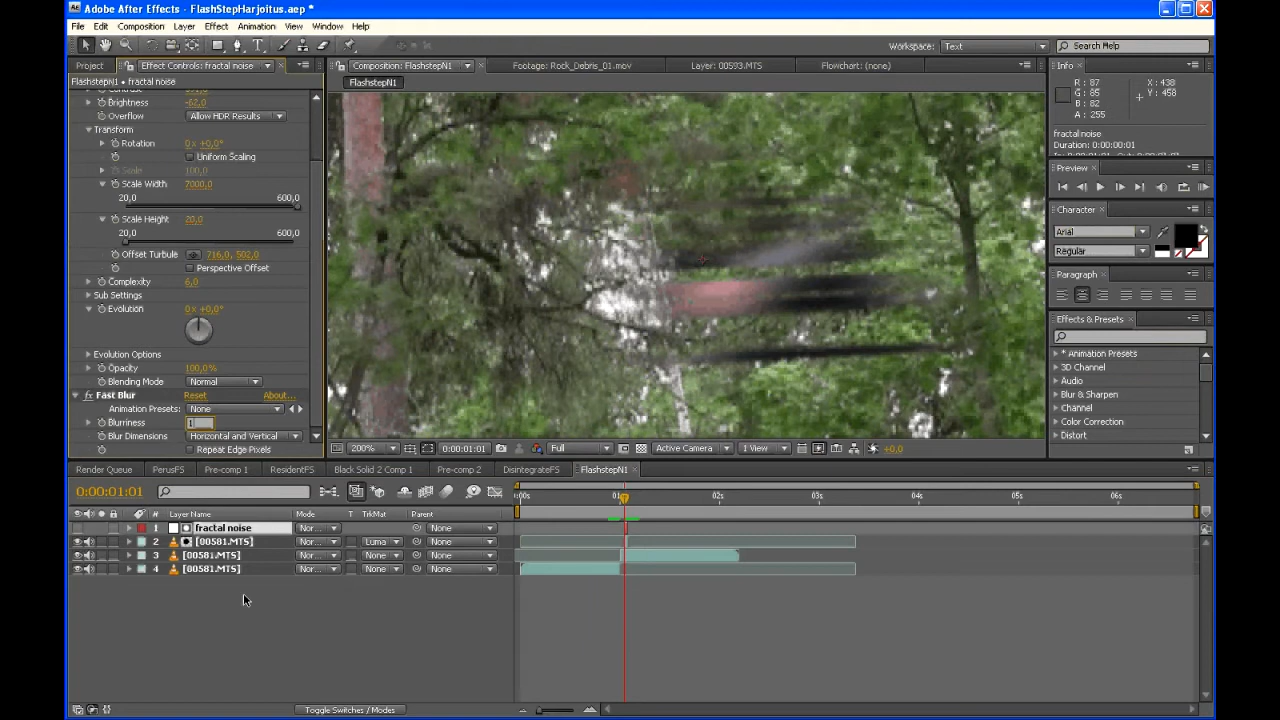 Adobe After Effects - FlashStepHarjoitus.aep *
File Edit Composition Layer Effect Animation View Window Help
Workspace: Text Search Help
Project Effect Controls: fractal noise Composition: FlashstepN1 Footage: Rock_Debris_01.mov Layer: 00593.MTS Flowchart: (none) Info
FlashstepN1 • fractal noise FlashstepN1
Brightness -62,0
Overflow Allow HDR Results
Transform
Rotation 0x +0,0°
Uniform Scaling
Scale 100,0
Scale Width 7000,0
20,0 600,0
Scale Height 20,0
20,0 600,0
Offset Turbule 716,0, 502,0
Perspective Offset
Complexity 6,0
Sub Settings
Evolution 0x +0,0°
Evolution Options
Opacity 100,0%
Blending Mode Normal
Fast Blur Reset About...
Animation Presets: None
Blurriness 1
Blur Dimensions Horizontal and Vertical
Repeat Edge Pixels
R : 87 X : 438
G : 85 Y : 458
B : 82
A : 255
fractal noise
Duration: 0:00:00:01
Preview
Character
Arial
Regular
Paragraph
Effects & Presets
* Animation Presets
3D Channel
Audio
Blur & Sharpen
Channel
Color Correction
Distort
200% 0:00:01:01 Full Active Camera 1 View +0,0
Render Queue PerusFS Pre-comp 1 ResidentFS Black Solid 2 Comp 1 Pre-comp 2 DisintegrateFS FlashstepN1
0:00:01:01 02s 03s 04s 05s 06s
# Layer Name Mode T TrkMat Parent
1 fractal noise Nor... None
2 [00581.MTS] Nor... Luma None
3 [00581.MTS] Nor... None None
4 [00581.MTS] Nor... None None
Toggle Switches / Modes